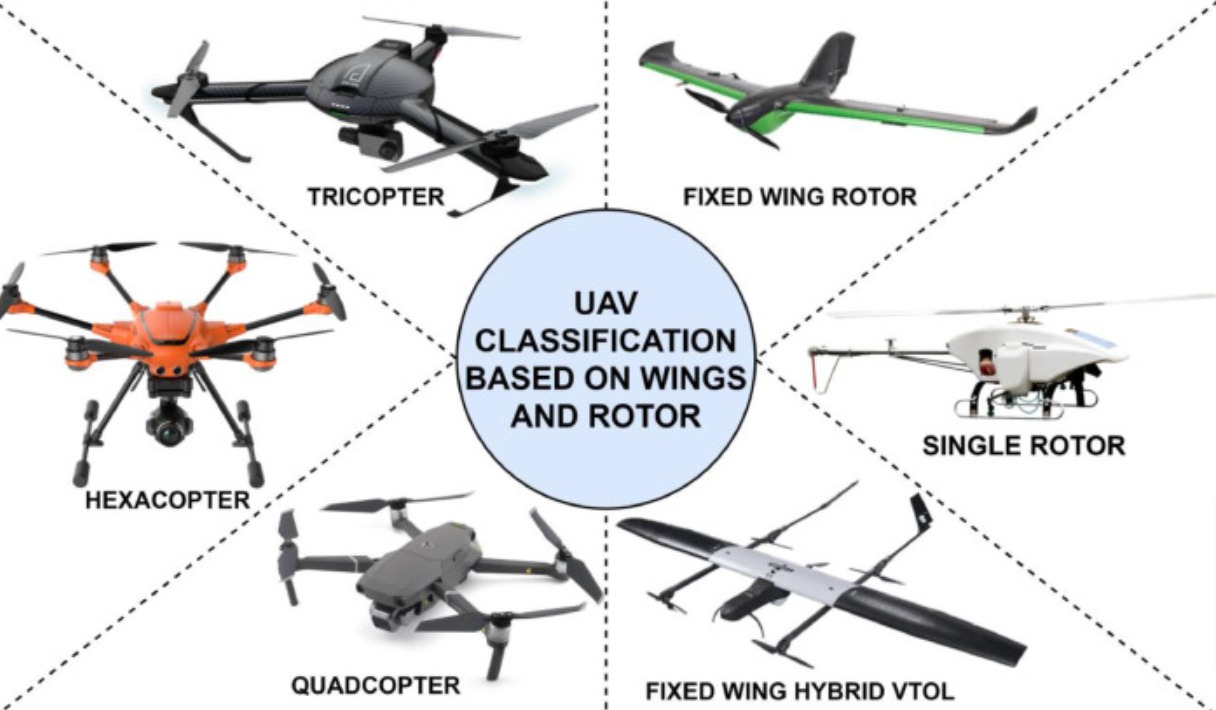 TRICOPTER
FIXED WING ROTOR
UAV
CLASSIFICATION
BASED ON WINGS
AND ROTOR
SINGLE ROTOR
HEXACOPTER
QUADCOPTER
FIXED WING HYBRID VTOL